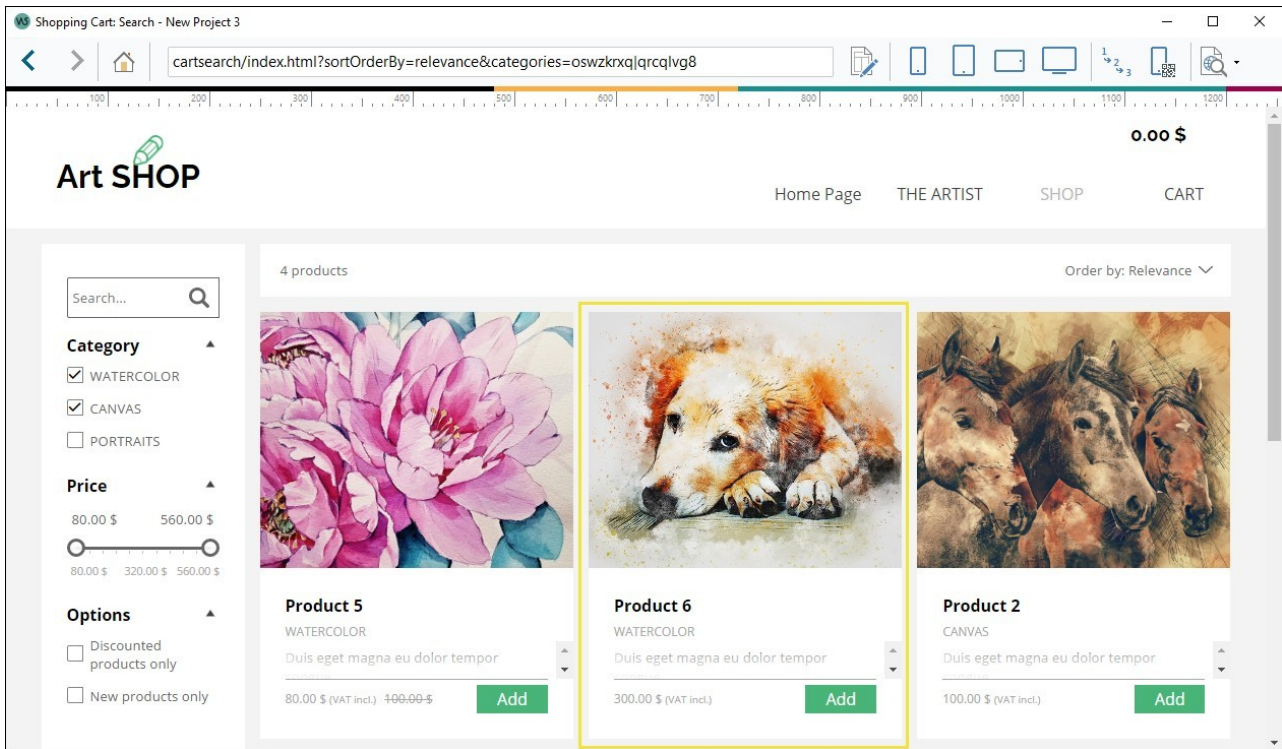 Shopping Cart: Search - New Project 3
cartsearch/index.html?sortOrderBy=relevance&categories=oswzkrxq|qrcqlvg8
1 2 3
100 200 300 400 500 600 700 800 900 1000 1100 1200
0.00 $
Art SHOP
Home Page THE ARTIST SHOP CART
4 products Order by: Relevance
Search...
Category
WATERCOLOR
CANVAS
PORTRAITS
Price
80.00 $ 560.00 $
80.00 $ 320.00 $ 560.00 $
Options
Discounted
products only
New products only
Product 5
WATERCOLOR
Duis eget magna eu dolor tempor
80.00 $ (VAT incl.) 100.00 $ Add
Product 6
WATERCOLOR
Duis eget magna eu dolor tempor
300.00 $ (VAT incl.) Add
Product 2
CANVAS
Duis eget magna eu dolor tempor
100.00 $ (VAT incl.) Add